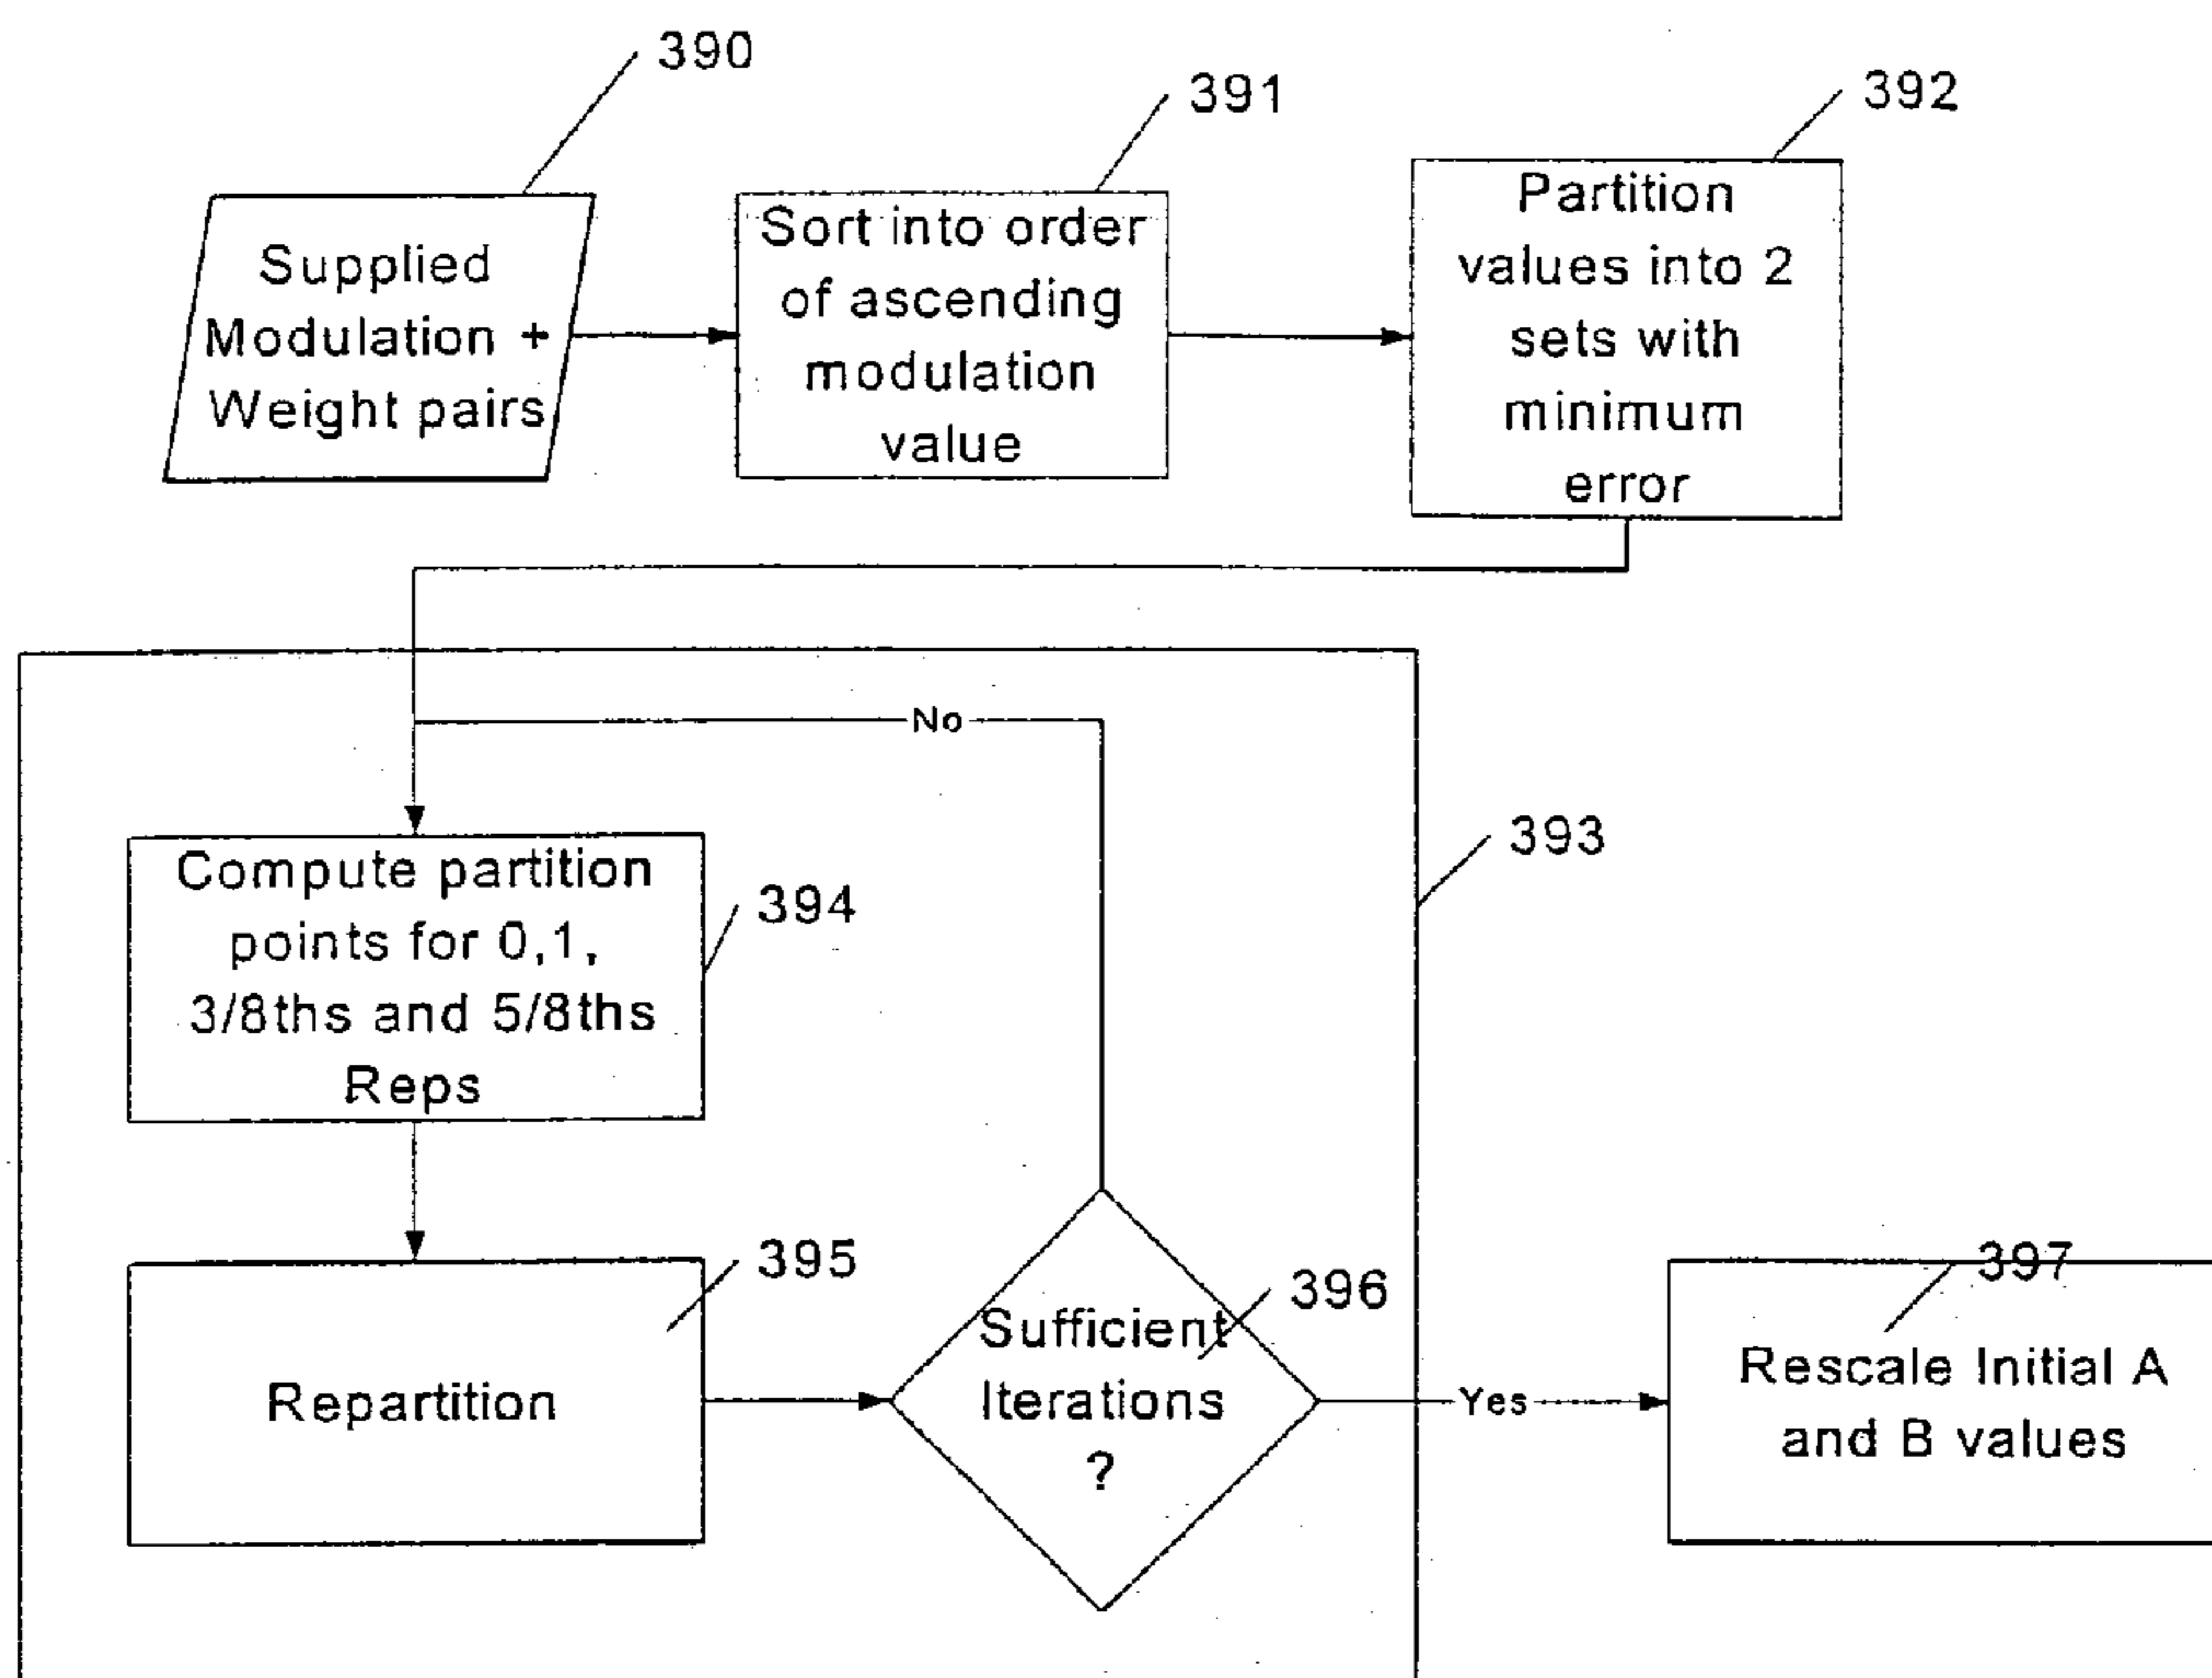 390
Supplied
Modulation +
Weight pairs
391
Sort into order
of ascending
modulation
value
392
Partition
values into 2
sets with
minimum
error
393
No
Compute partition
points for 0,1,
3/8ths and 5/8ths
Reps
394
Repartition
395
Sufficient
Iterations
?
396
Yes
397
Rescale Initial A
and B values